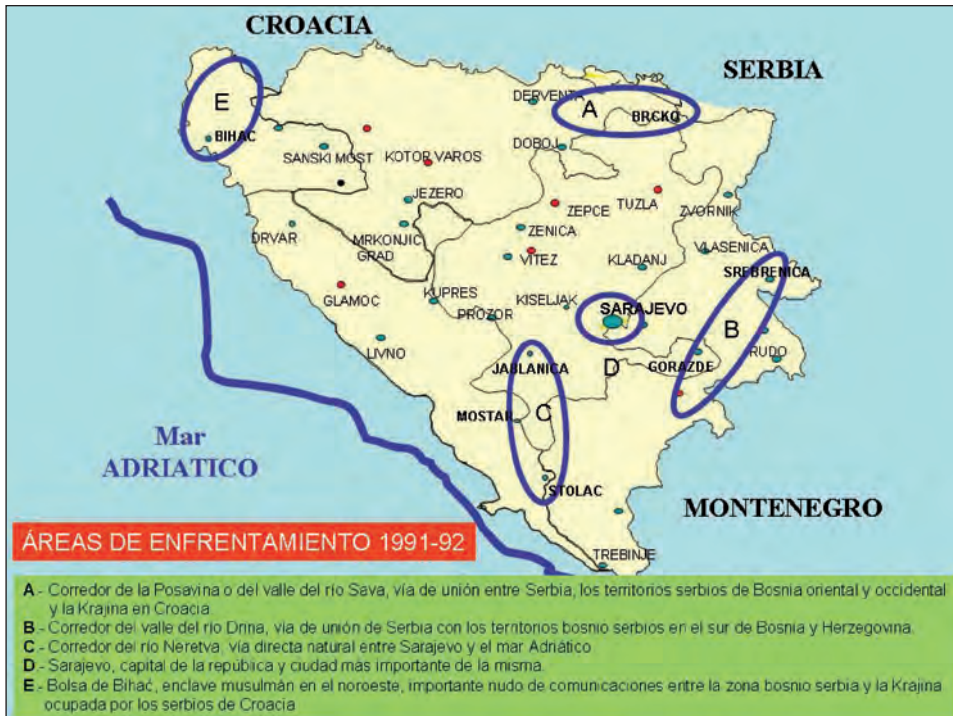 CROACIA
SERBIA
DERVENTA
A
BRCKO
E
BIHAC
DOBOJ
SANSKI MOST
KOTOR VAROS
JEZERO
ZEPCE
TUZLA
ZVORNIK
DRVAR
MRKONJIC
GRAD
ZENICA
VITEZ
KLADANJ
VLASENICA
SREBRENICA
GLAMOC
KUPRES
KISELJAK
SARAJEVO
PROZOR
B
LIVNO
RUDO
JABLANICA
D
GORAZDE
MOSTAR
C
Mar
ADRIATICO
STOLAC
MONTENEGRO
ÁREAS DE ENFRENTAMIENTO 1991-92
TREBINJE
A.- Corredor de la Posavina o del valle del río Sava, vía de unión entre Serbia, los territorios serbios de Bosnia oriental y occidental
y la Krajina en Croacia.
B.- Corredor del valle del río Drina, vía de unión de Serbia con los territorios bosnio serbios en el sur de Bosnia y Herzegovina.
C.- Corredor del río Neretva, vía directa natural entre Sarajevo y el mar Adriático
D.- Sarajevo, capital de la república y ciudad más importante de la misma.
E.- Bolsa de Bihać, enclave musulmán en el noroeste, importante nudo de comunicaciones entre la zona bosnio serbia y la Krajina
ocupada por los serbios de Croacia